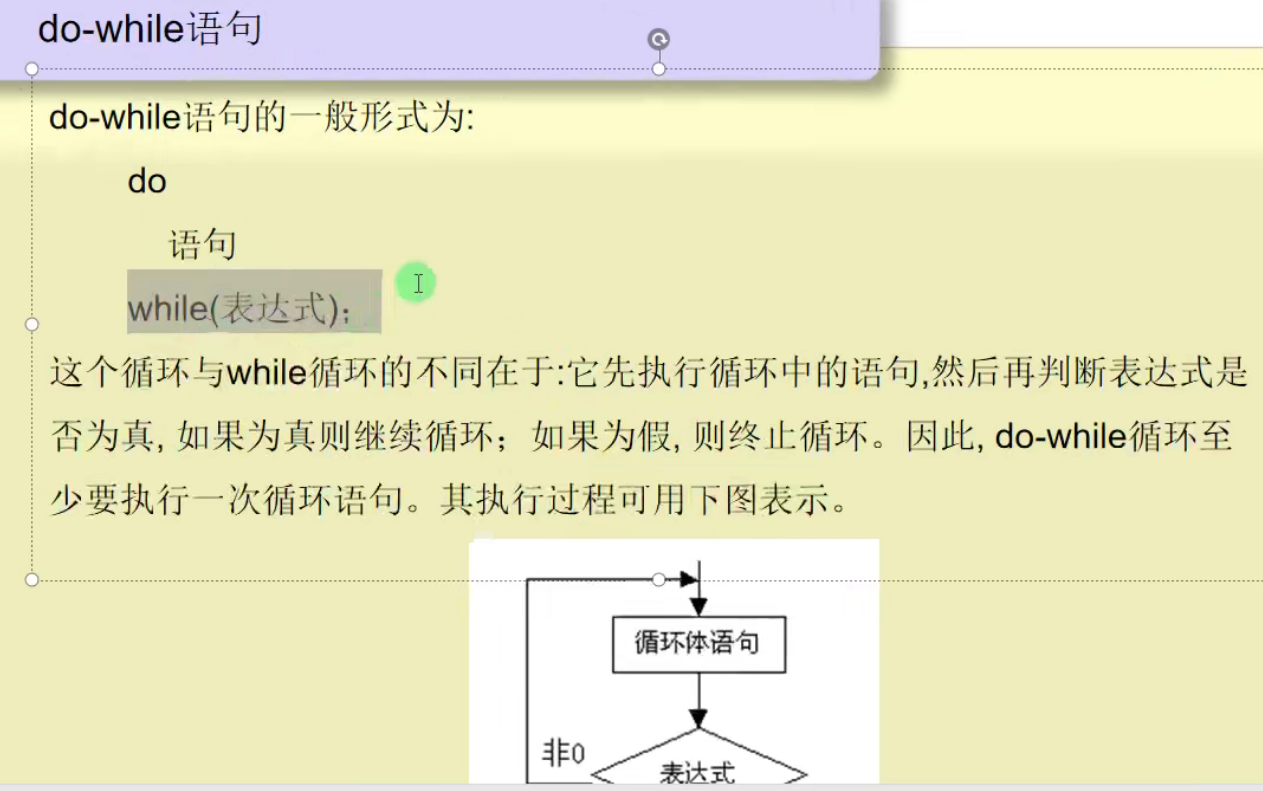 do-while语句
do-while语句的一般形式为:
do
语句
while(表达式)；
这个循环与while循环的不同在于:它先执行循环中的语句,然后再判断表达式是
否为真, 如果为真则继续循环；如果为假, 则终止循环。因此, do-while循环至
少要执行一次循环语句。其执行过程可用下图表示。
循环体语句
非0
表达式